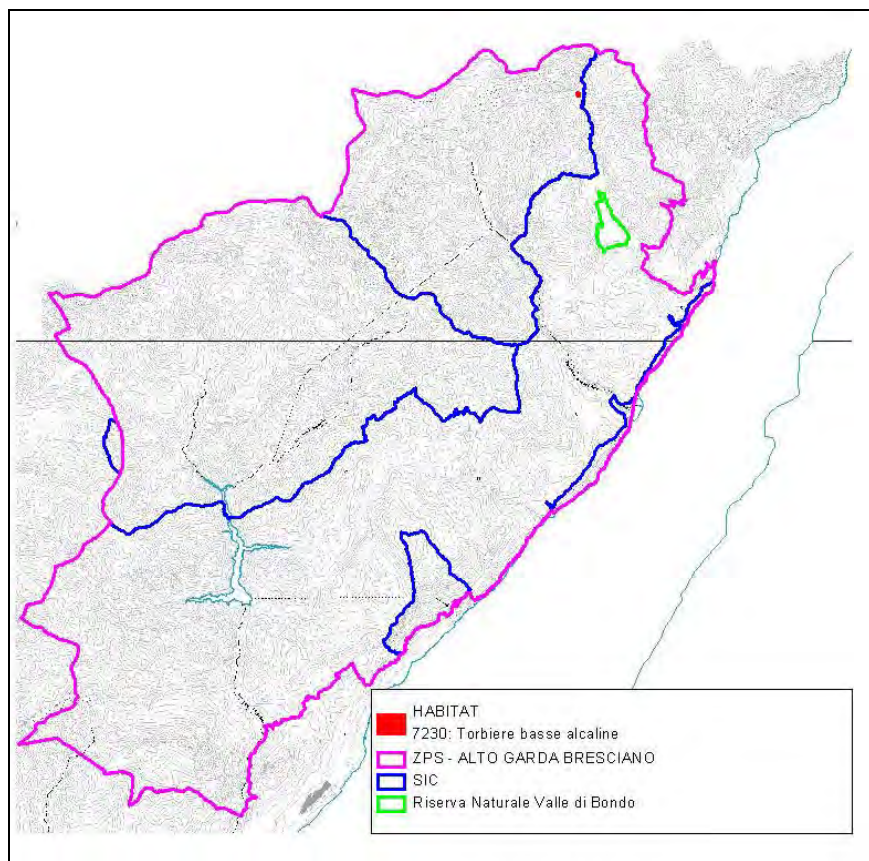 HABITAT
7230: Torbiere basse alcaline
ZPS - ALTO GARDA BRESCIANO
SIC
Riserva Naturale Valle di Bondo